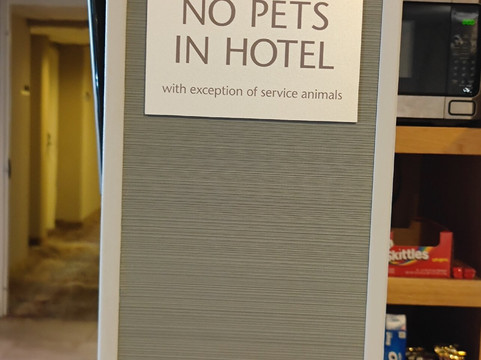 NO PETS
IN HOTEL
with exception of service animals
Skittles